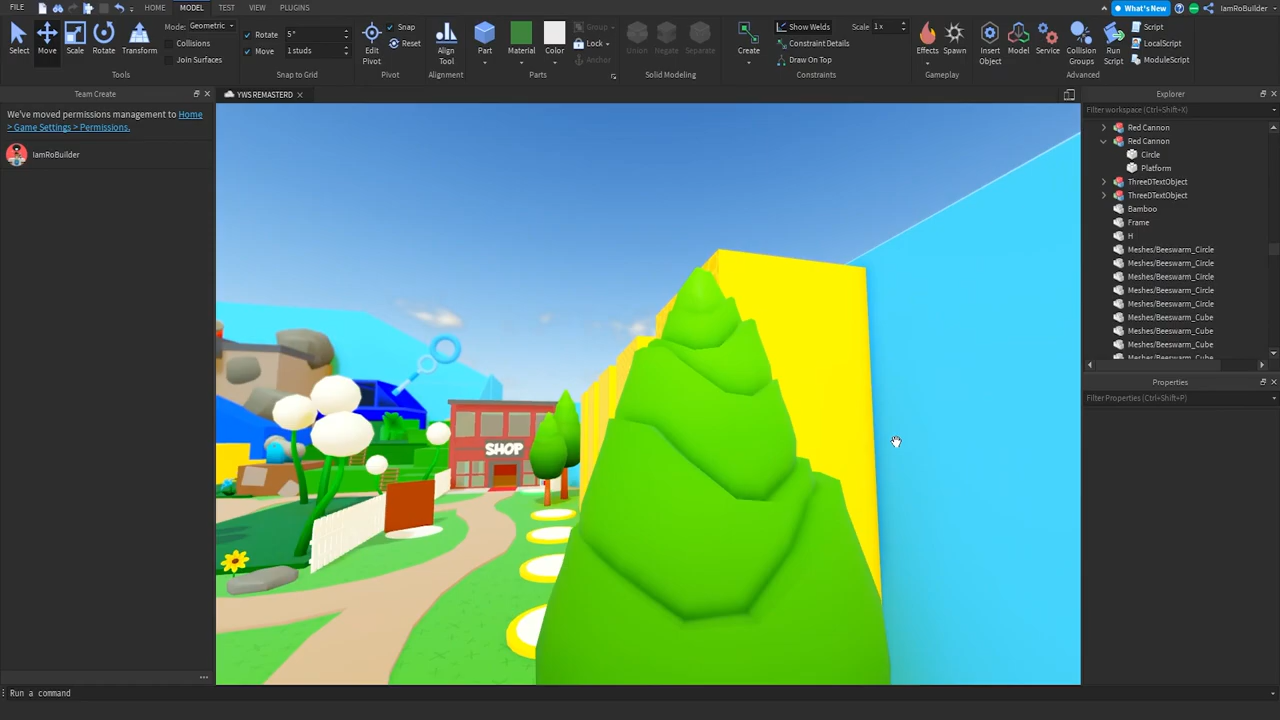 FILE HOME MODEL TEST VIEW PLUGINS What's New IamRoBuilder
Select Move Scale Rotate Transform
Mode: Geometric
Collisions
Join Surfaces
Tools
Rotate 5°
Move 1 studs
Snap to Grid
Edit Pivot
Snap
Reset
Pivot
Align Tool
Alignment
Part Material Color
Group
Lock
Anchor
Parts
Union Negate Separate
Solid Modeling
Create
Show Welds Scale 1x
Constraint Details
Draw On Top
Constraints
Effects Spawn
Gameplay
Insert Object Model Service Collision Groups Run Script
Script
LocalScript
ModuleScript
Advanced
Team Create
We've moved permissions management to Home
> Game Settings > Permissions.
IamRoBuilder
YWS REMASTERD
SHOP
Explorer
Filter workspace (Ctrl+Shift+X)
Red Cannon
Red Cannon
Circle
Platform
ThreeDTextObject
ThreeDTextObject
Bamboo
Frame
H
Meshes/Beeswarm_Circle
Meshes/Beeswarm_Circle
Meshes/Beeswarm_Circle
Meshes/Beeswarm_Circle
Meshes/Beeswarm_Circle
Meshes/Beeswarm_Cube
Meshes/Beeswarm_Cube
Meshes/Beeswarm_Cube
Meshes/Beeswarm_Cube
Properties
Filter Properties (Ctrl+Shift+P)
Run a command